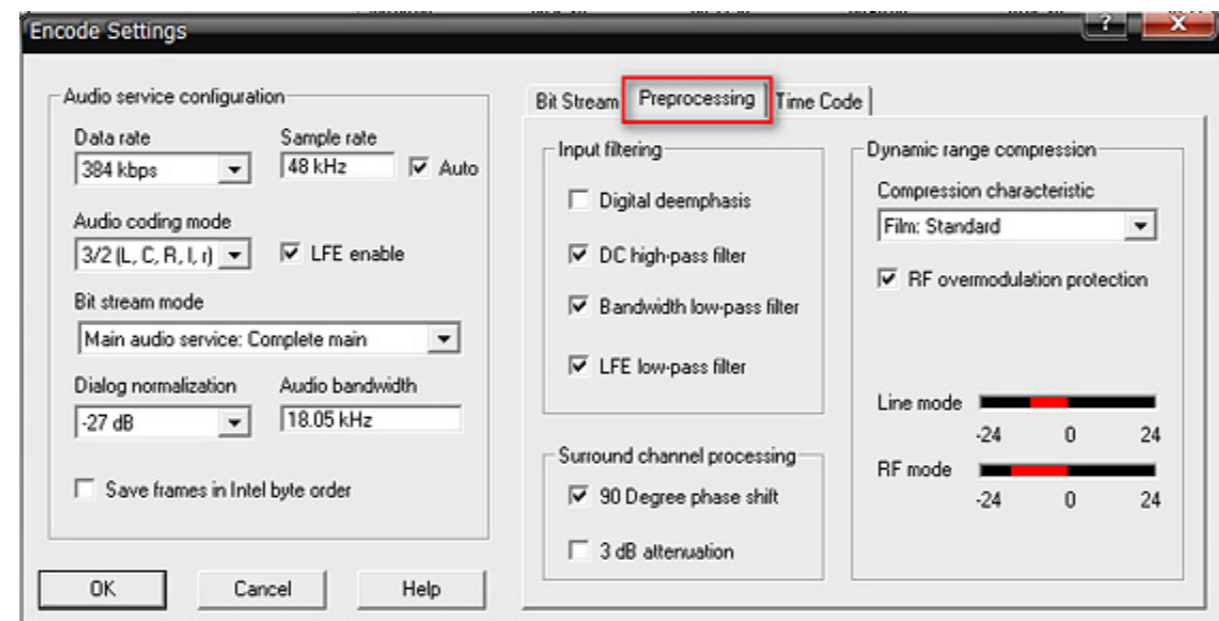 Encode Settings
?
X
Audio service configuration
Data rate
Sample rate
384 kbps
48 kHz
Auto
Audio coding mode
3/2 (L, C, R, l, r)
LFE enable
Bit stream mode
Main audio service: Complete main
Dialog normalization
Audio bandwidth
-27 dB
18.05 kHz
Save frames in Intel byte order
OK
Cancel
Help
Bit Stream
Preprocessing
Time Code
Input filtering
Digital deemphasis
DC high-pass filter
Bandwidth low-pass filter
LFE low-pass filter
Surround channel processing
90 Degree phase shift
3 dB attenuation
Dynamic range compression
Compression characteristic
Film: Standard
RF overmodulation protection
Line mode
-24 0 24
RF mode
-24 0 24